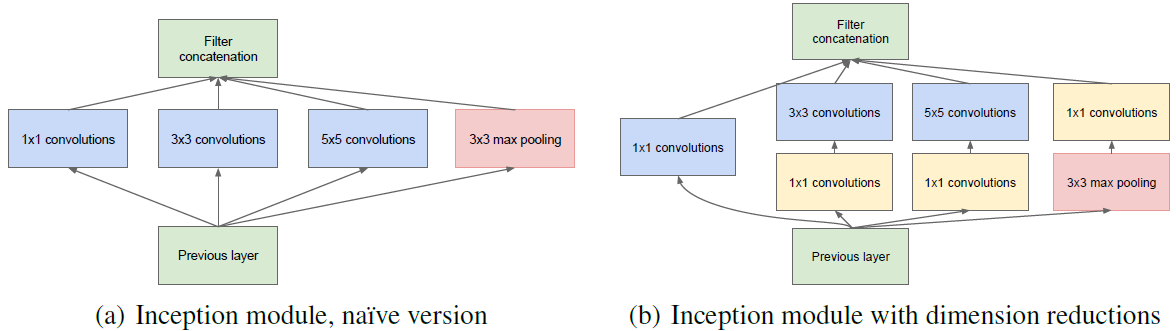 Filter
concatenation
1x1 convolutions
3x3 convolutions
5x5 convolutions
3x3 max pooling
Previous layer
(a) Inception module, naïve version
Filter
concatenation
3x3 convolutions
5x5 convolutions
1x1 convolutions
1x1 convolutions
1x1 convolutions
1x1 convolutions
3x3 max pooling
Previous layer
(b) Inception module with dimension reductions